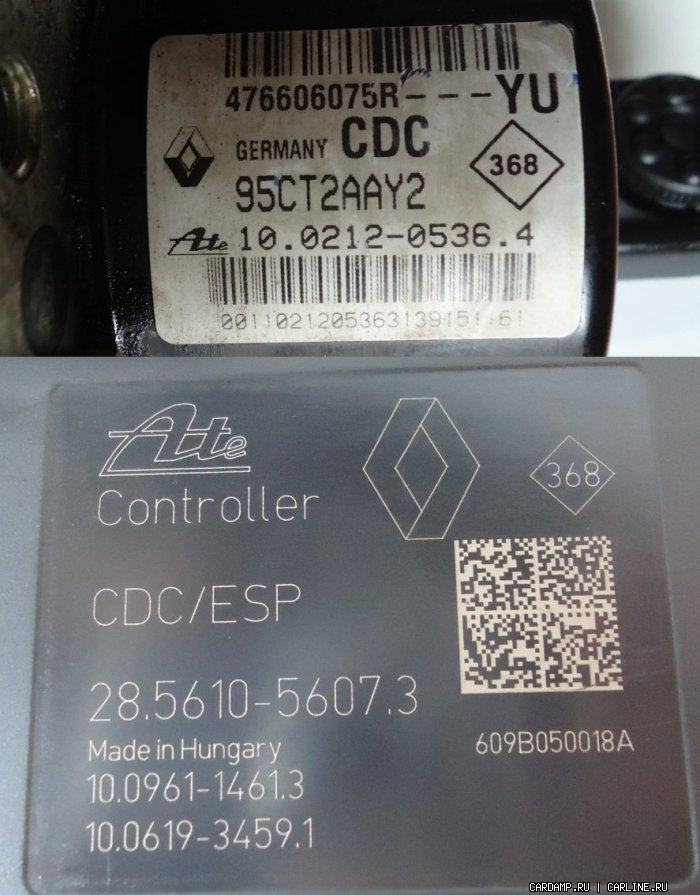 476606075R---YU
GERMANY CDC
368
95CT2AAY2
Ate 10.0212-0536.4
Ate
Controller
368
CDC/ESP
28.5610-5607.3
Made in Hungary
609B050018A
10.0961-1461.3
10.0619-3459.1
CARDAMP.RU | CARLINE.RU